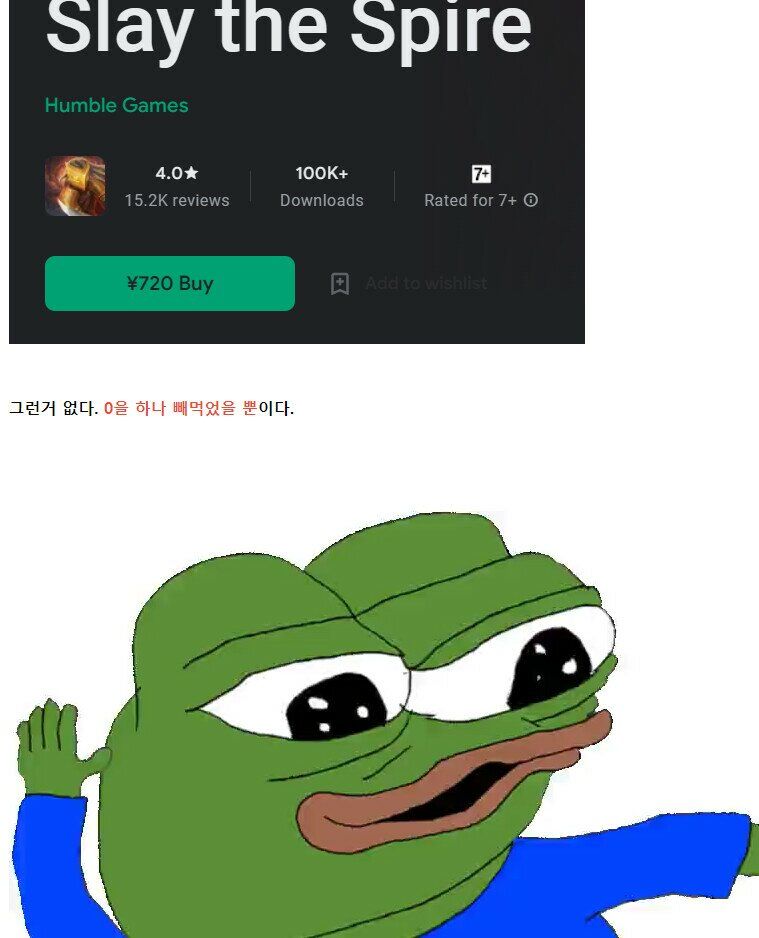 Slay the Spire
Humble Games
4.0★
15.2K reviews
100K+
Downloads
7+
Rated for 7+
¥720 Buy
Add to wishlist
그런거 없다. 0을 하나 빼먹었을 뿐이다.